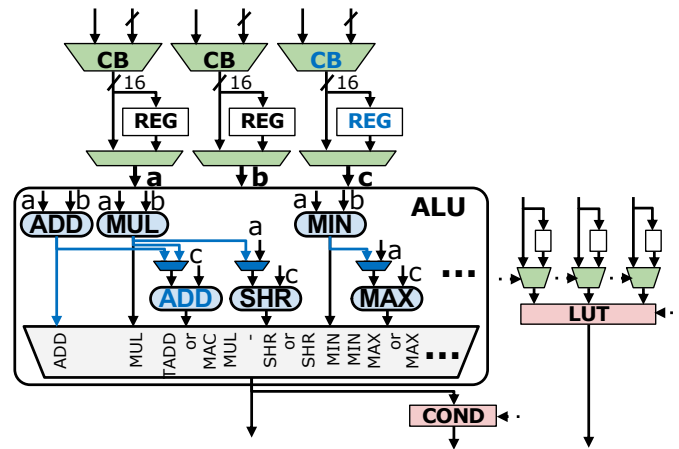 CB CB CB
16 16 16
REG REG REG
a b c
ALU
a b a b a b
ADD MUL MIN
a
c a
c c
ADD SHR MAX
...
LUT
ADD
MUL
TADD
or
MAC
MUL
-
SHR
or
SHR
MIN
MIN
MAX
or
MAX
...
COND